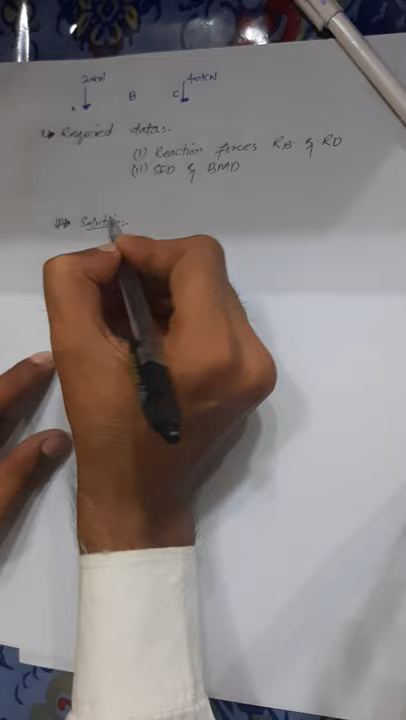 20kN 40kN
A B C
Required data:-
(i) Reaction forces RB & RD
(ii) SFD & BMD
Solution:-